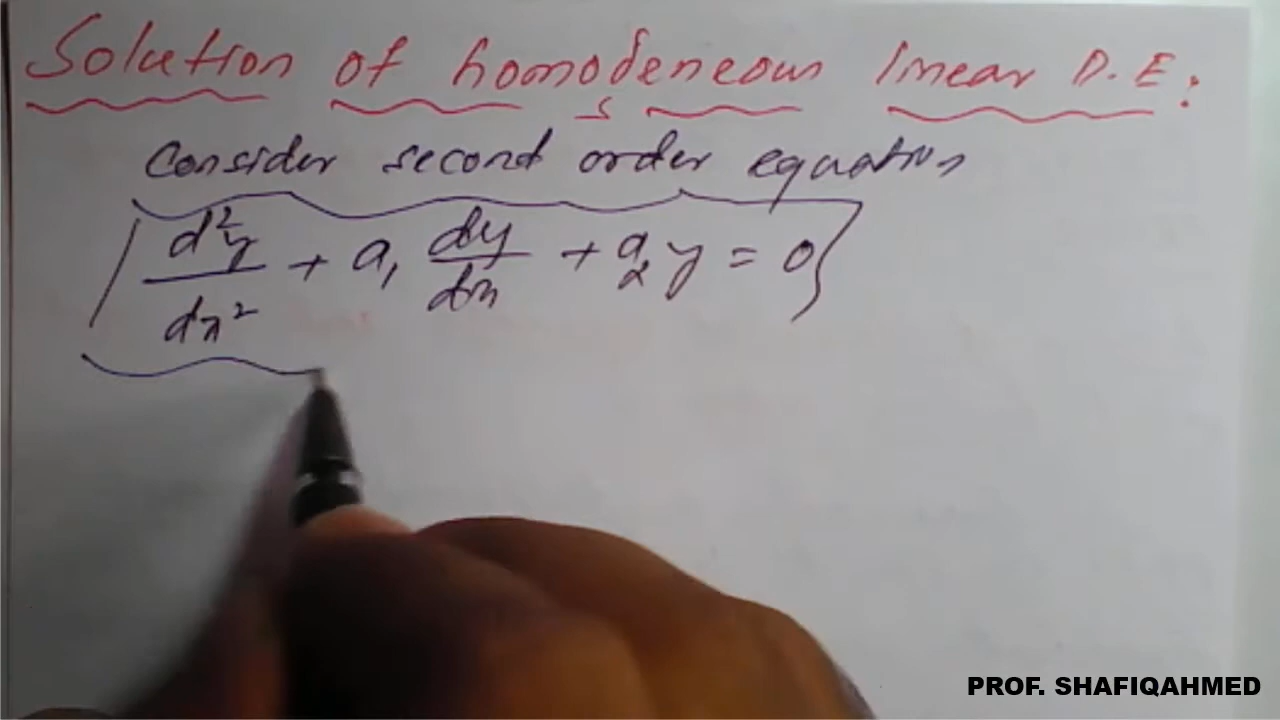 Solution of homogeneous linear D.E:
Consider second order equation
d²y/dx² + a₁ dy/dx + a₂y = 0
PROF. SHAFIQAHMED